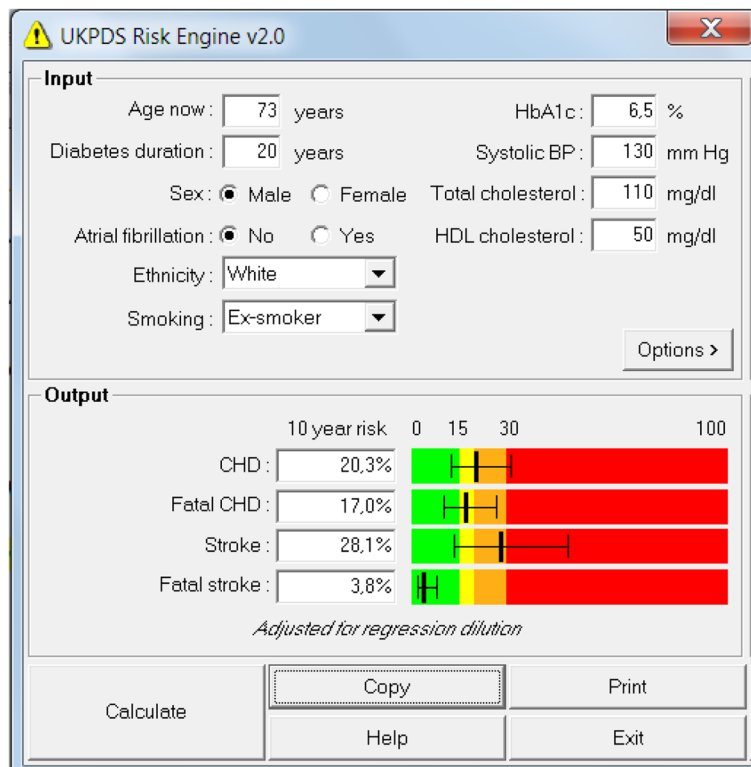 UKPDS Risk Engine v2.0
Input
Age now : 73 years
HbA1c : 6,5 %
Diabetes duration : 20 years
Systolic BP : 130 mm Hg
Sex : Male Female
Total cholesterol : 110 mg/dl
Atrial fibrillation : No Yes
HDL cholesterol : 50 mg/dl
Ethnicity : White
Smoking : Ex-smoker
Options >
Output
10 year risk 0 15 30 100
CHD : 20,3%
Fatal CHD : 17,0%
Stroke : 28,1%
Fatal stroke : 3,8%
Adjusted for regression dilution
Calculate
Copy
Print
Help
Exit